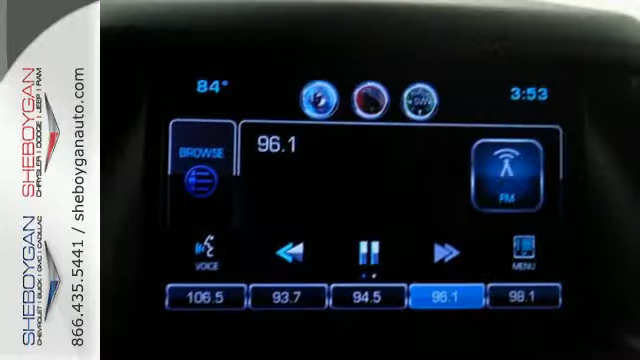 SHEBOYGAN
CHRYSLER | DODGE | JEEP | RAM
SHEBOYGAN
CHEVROLET | BUICK | GMC | CADILLAC
866.435.5441 / sheboyganauto.com
84°
SW
3:53
BROWSE
96.1
FM
VOICE
MENU
106.5
93.7
94.5
96.1
98.1